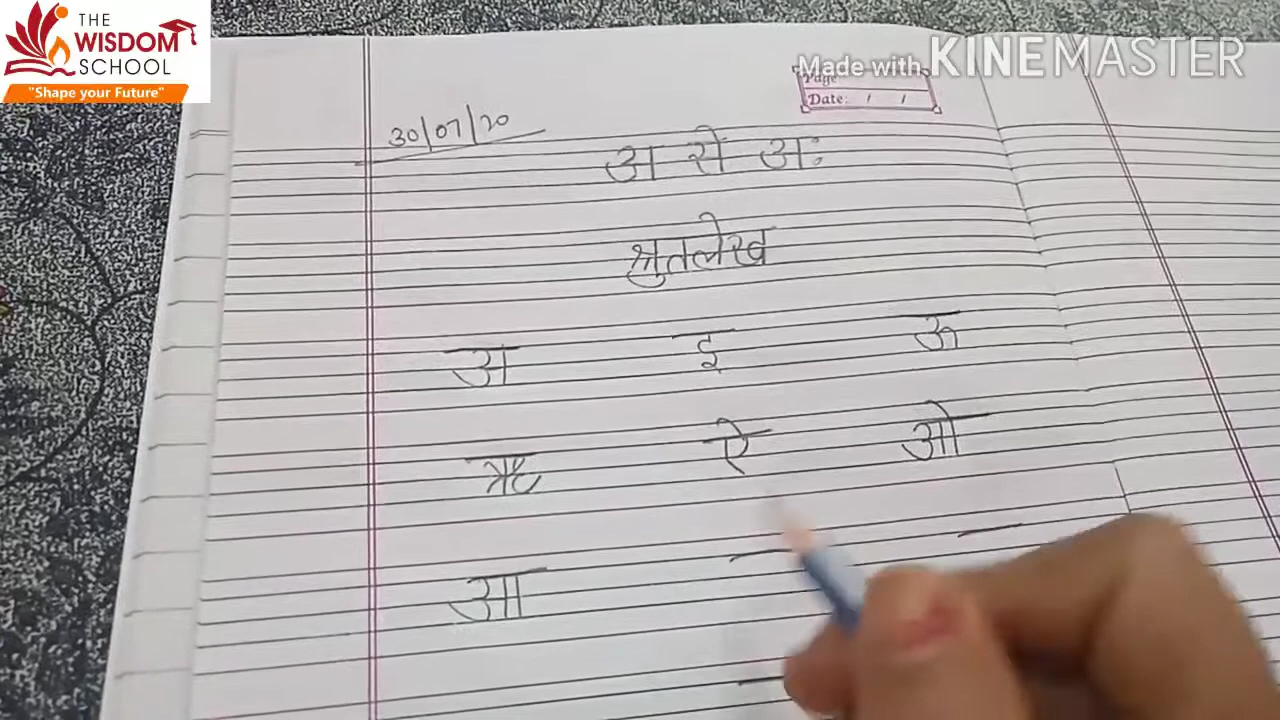 THE
WISDOM
SCHOOL
"Shape your Future"
Made with KINEMASTER
Page
Date: / /
30/07/20
अ से अः
श्रुतलेख
अ इ ऊ
ऋ ऐ ओ
आ